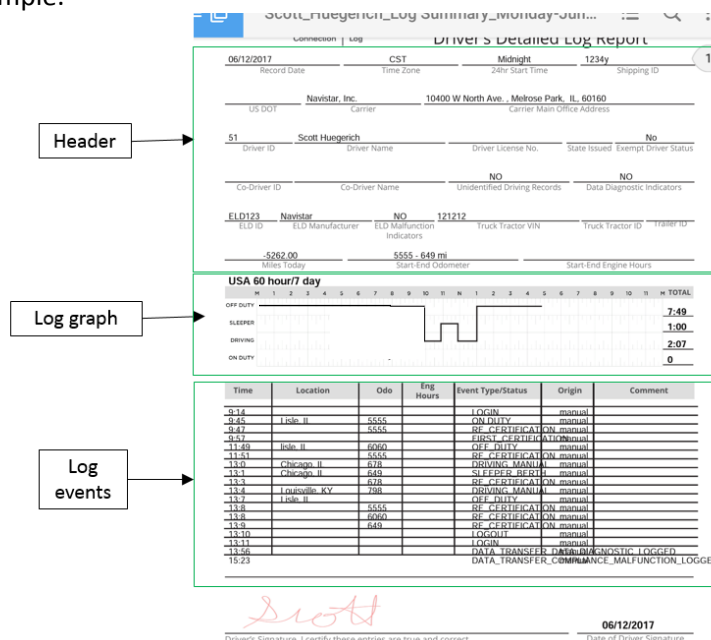 mple:
Scott_Huegerich_Log Summary_Monday-Jun...
Connection Log Driver's Detailed Log Report
06/12/2017 CST Midnight 1234y 1
Record Date Time Zone 24hr Start Time Shipping ID
Navistar, Inc. 10400 W North Ave. , Melrose Park, IL, 60160
US DOT Carrier Carrier Main Office Address
Header
51 Scott Huegerich No
Driver ID Driver Name Driver License No. State Issued Exempt Driver Status
NO NO
Co-Driver ID Co-Driver Name Unidentified Driving Records Data Diagnostic Indicators
ELD123 Navistar NO 121212
ELD ID ELD Manufacturer ELD Malfunction Indicators Truck Tractor VIN Truck Tractor ID Trailer ID
-5262.00 5555 - 649 mi
Miles Today Start-End Odometer Start-End Engine Hours
USA 60 hour/7 day
M 1 2 3 4 5 6 7 8 9 10 11 N 1 2 3 4 5 6 7 8 9 10 11 M TOTAL
OFF DUTY 7:49
Log graph
SLEEPER 1:00
DRIVING 2:07
ON DUTY 0
Time Location Odo Eng Hours Event Type/Status Origin Comment
9:14 LOGIN manual
9:45 Lisle, IL 5555 ON DUTY manual
9:47 5555 RE_CERTIFICATION manual
9:57 FIRST_CERTIFICATION manual
11:49 lisle, IL 6060 OFF_DUTY manual
11:51 5555 RE_CERTIFICATION manual
13:0 Chicago, IL 678 DRIVING_MANUAL manual
13:1 Chicago, IL 649 SLEEPER_BERTH manual
13:3 678 RE_CERTIFICATION manual
Log events
13:4 Louisville, KY 798 DRIVING_MANUAL manual
13:7 Lisle, IL OFF_DUTY manual
13:8 5555 RE_CERTIFICATION manual
13:8 6060 RE_CERTIFICATION manual
13:9 649 RE_CERTIFICATION manual
13:10 LOGOUT manual
13:11 LOGIN manual
13:56 DATA_TRANSFER_DATA_DIAGNOSTIC_LOGGED
15:23 DATA_TRANSFER_COMPLIANCE_MALFUNCTION_LOGGE
Scott
06/12/2017
Driver's Signature. I certify these entries are true and correct Date of Driver Signature